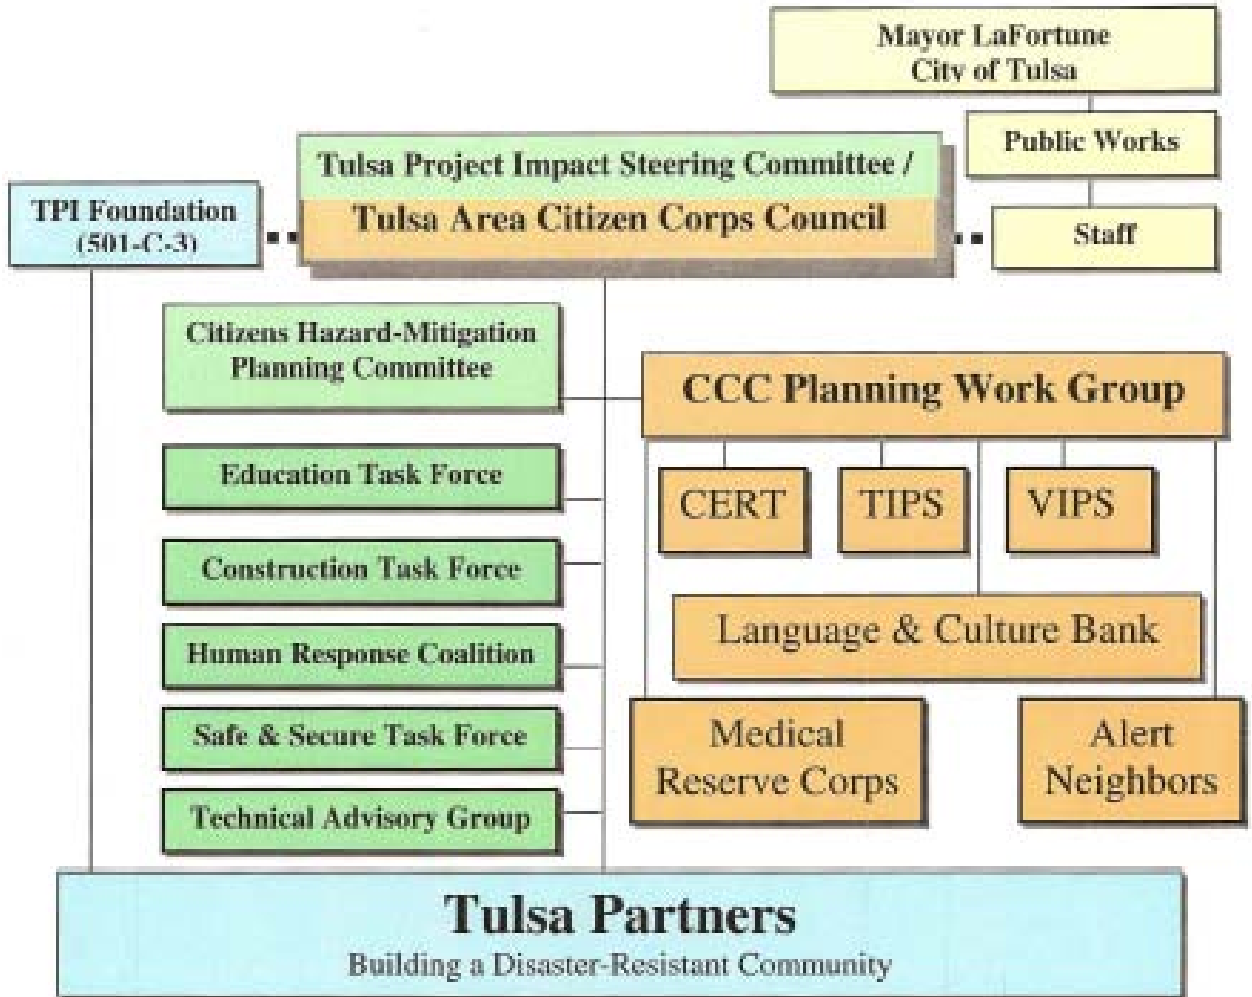 Mayor LaFortune
City of Tulsa
Public Works
Staff
Tulsa Project Impact Steering Committee /
Tulsa Area Citizen Corps Council
TPI Foundation
(501-C-3)
Citizens Hazard-Mitigation
Planning Committee
Education Task Force
Construction Task Force
Human Response Coalition
Safe & Secure Task Force
Technical Advisory Group
CCC Planning Work Group
CERT
TIPS
VIPS
Language & Culture Bank
Medical
Reserve Corps
Alert
Neighbors
Tulsa Partners
Building a Disaster-Resistant Community